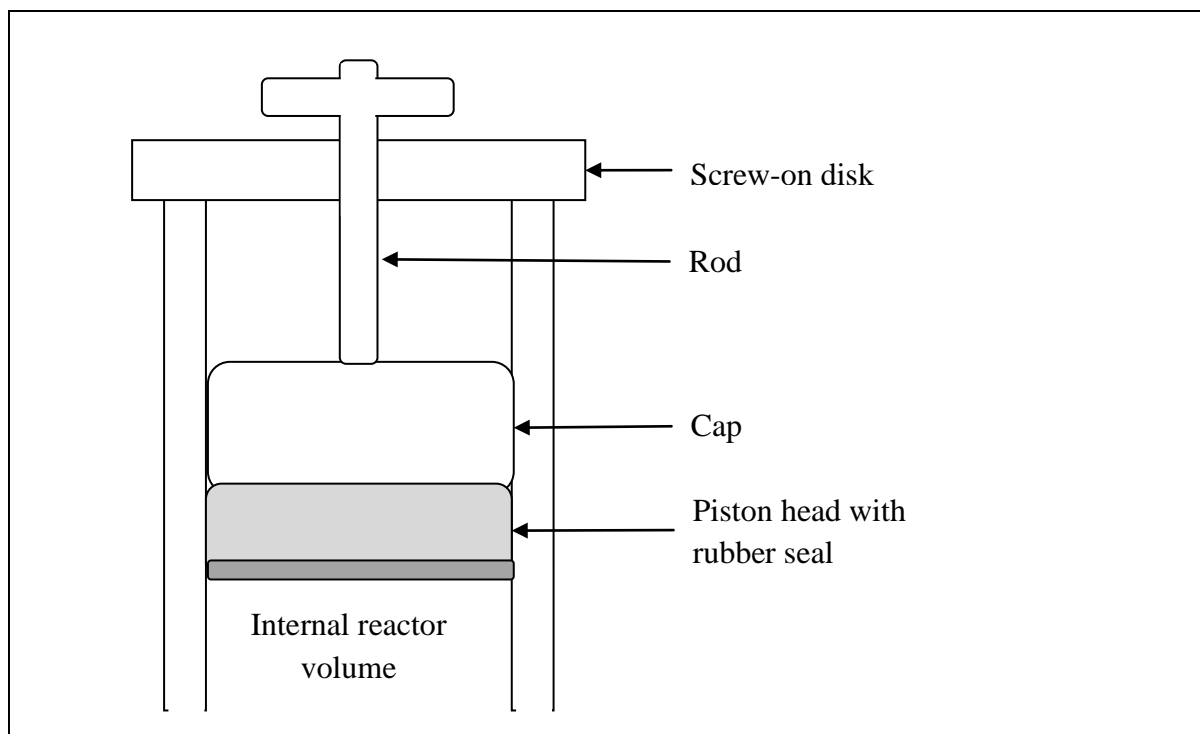 Screw-on disk
Rod
Cap
Piston head with
rubber seal
Internal reactor
volume